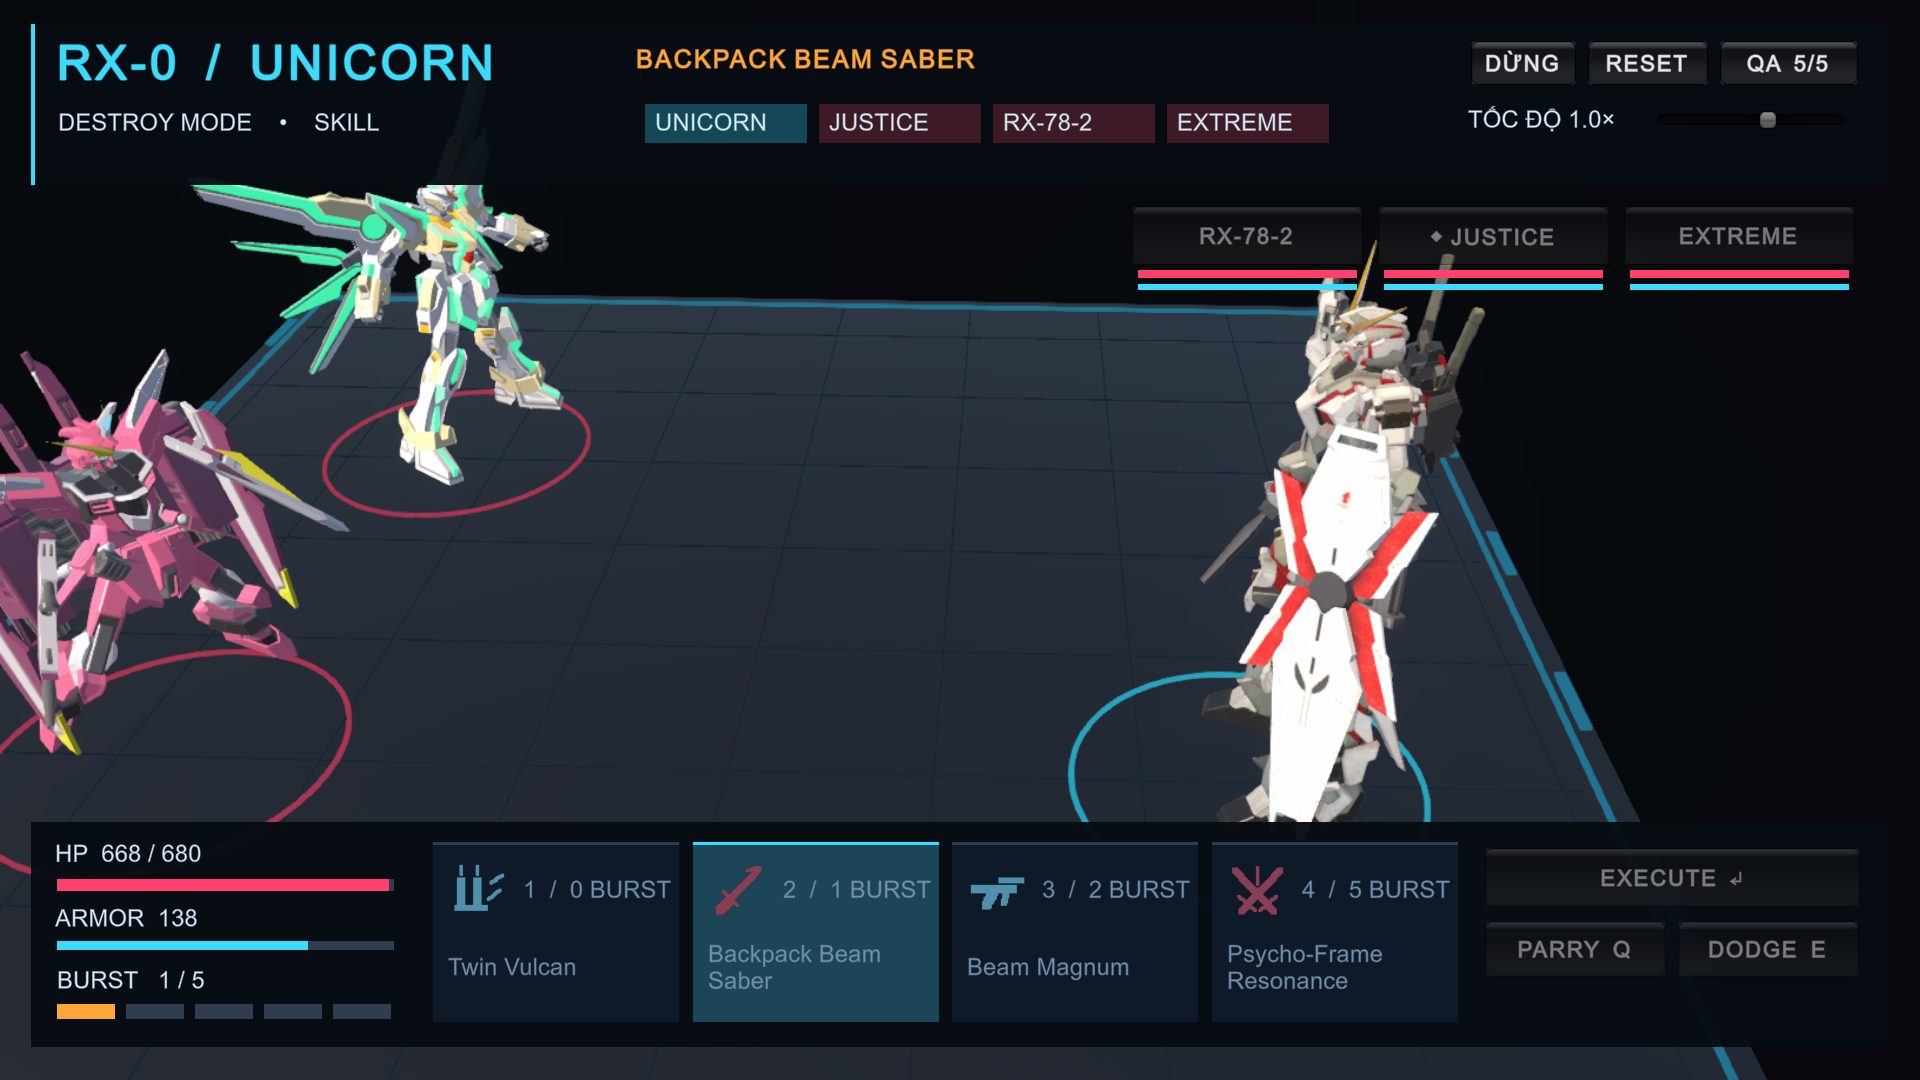 RX-0 / UNICORN
DESTROY MODE • SKILL
BACKPACK BEAM SABER
UNICORN
JUSTICE
RX-78-2
EXTREME
DỪNG
RESET
QA 5/5
TỐC ĐỘ 1.0×
RX-78-2
◆ JUSTICE
EXTREME
HP 668 / 680
ARMOR 138
BURST 1 / 5
1 / 0 BURST
Twin Vulcan
2 / 1 BURST
Backpack Beam
Saber
3 / 2 BURST
Beam Magnum
4 / 5 BURST
Psycho-Frame
Resonance
EXECUTE ↲
PARRY Q
DODGE E